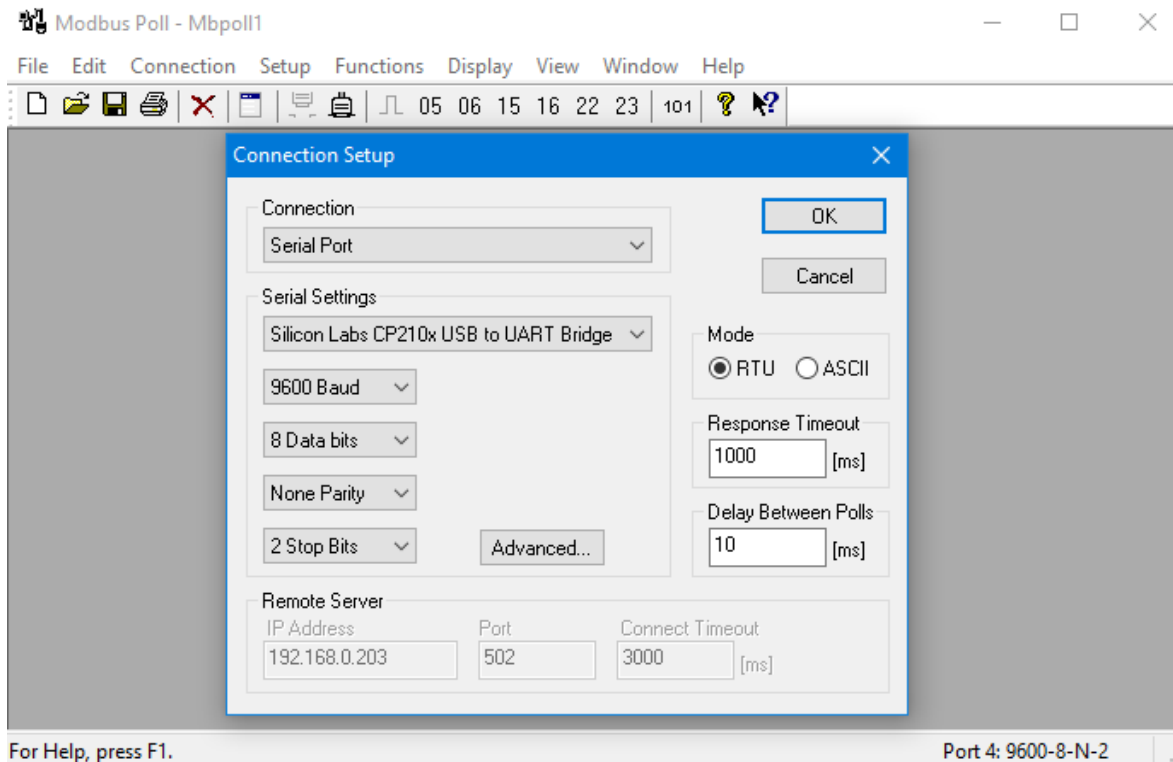 Modbus Poll - Mbpoll1
File Edit Connection Setup Functions Display View Window Help
05 06 15 16 22 23 101
Connection Setup
Connection
Serial Port
OK
Cancel
Serial Settings
Silicon Labs CP210x USB to UART Bridge
9600 Baud
8 Data bits
None Parity
2 Stop Bits
Advanced...
Mode
RTU ASCII
Response Timeout
1000 [ms]
Delay Between Polls
10 [ms]
Remote Server
IP Address Port Connect Timeout
192.168.0.203 502 3000 [ms]
For Help, press F1. Port 4: 9600-8-N-2